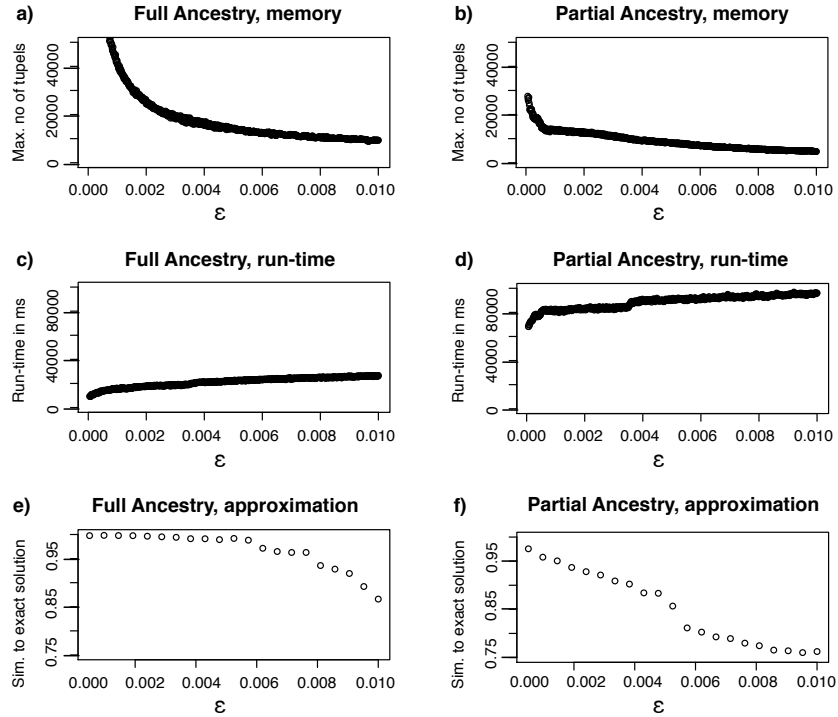 a) Full Ancestry, memory
Max. no of tupels
0 20000 40000
0.000 0.002 0.004 0.006 0.008 0.010
ε
b) Partial Ancestry, memory
Max. no of tupels
0 20000 40000
0.000 0.002 0.004 0.006 0.008 0.010
ε
c) Full Ancestry, run-time
Run-time in ms
0 40000 80000
0.000 0.002 0.004 0.006 0.008 0.010
ε
d) Partial Ancestry, run-time
Run-time in ms
0 40000 80000
0.000 0.002 0.004 0.006 0.008 0.010
ε
e) Full Ancestry, approximation
Sim. to exact solution
0.75 0.85 0.95
0.000 0.002 0.004 0.006 0.008 0.010
ε
f) Partial Ancestry, approximation
Sim. to exact solution
0.75 0.85 0.95
0.000 0.002 0.004 0.006 0.008 0.010
ε